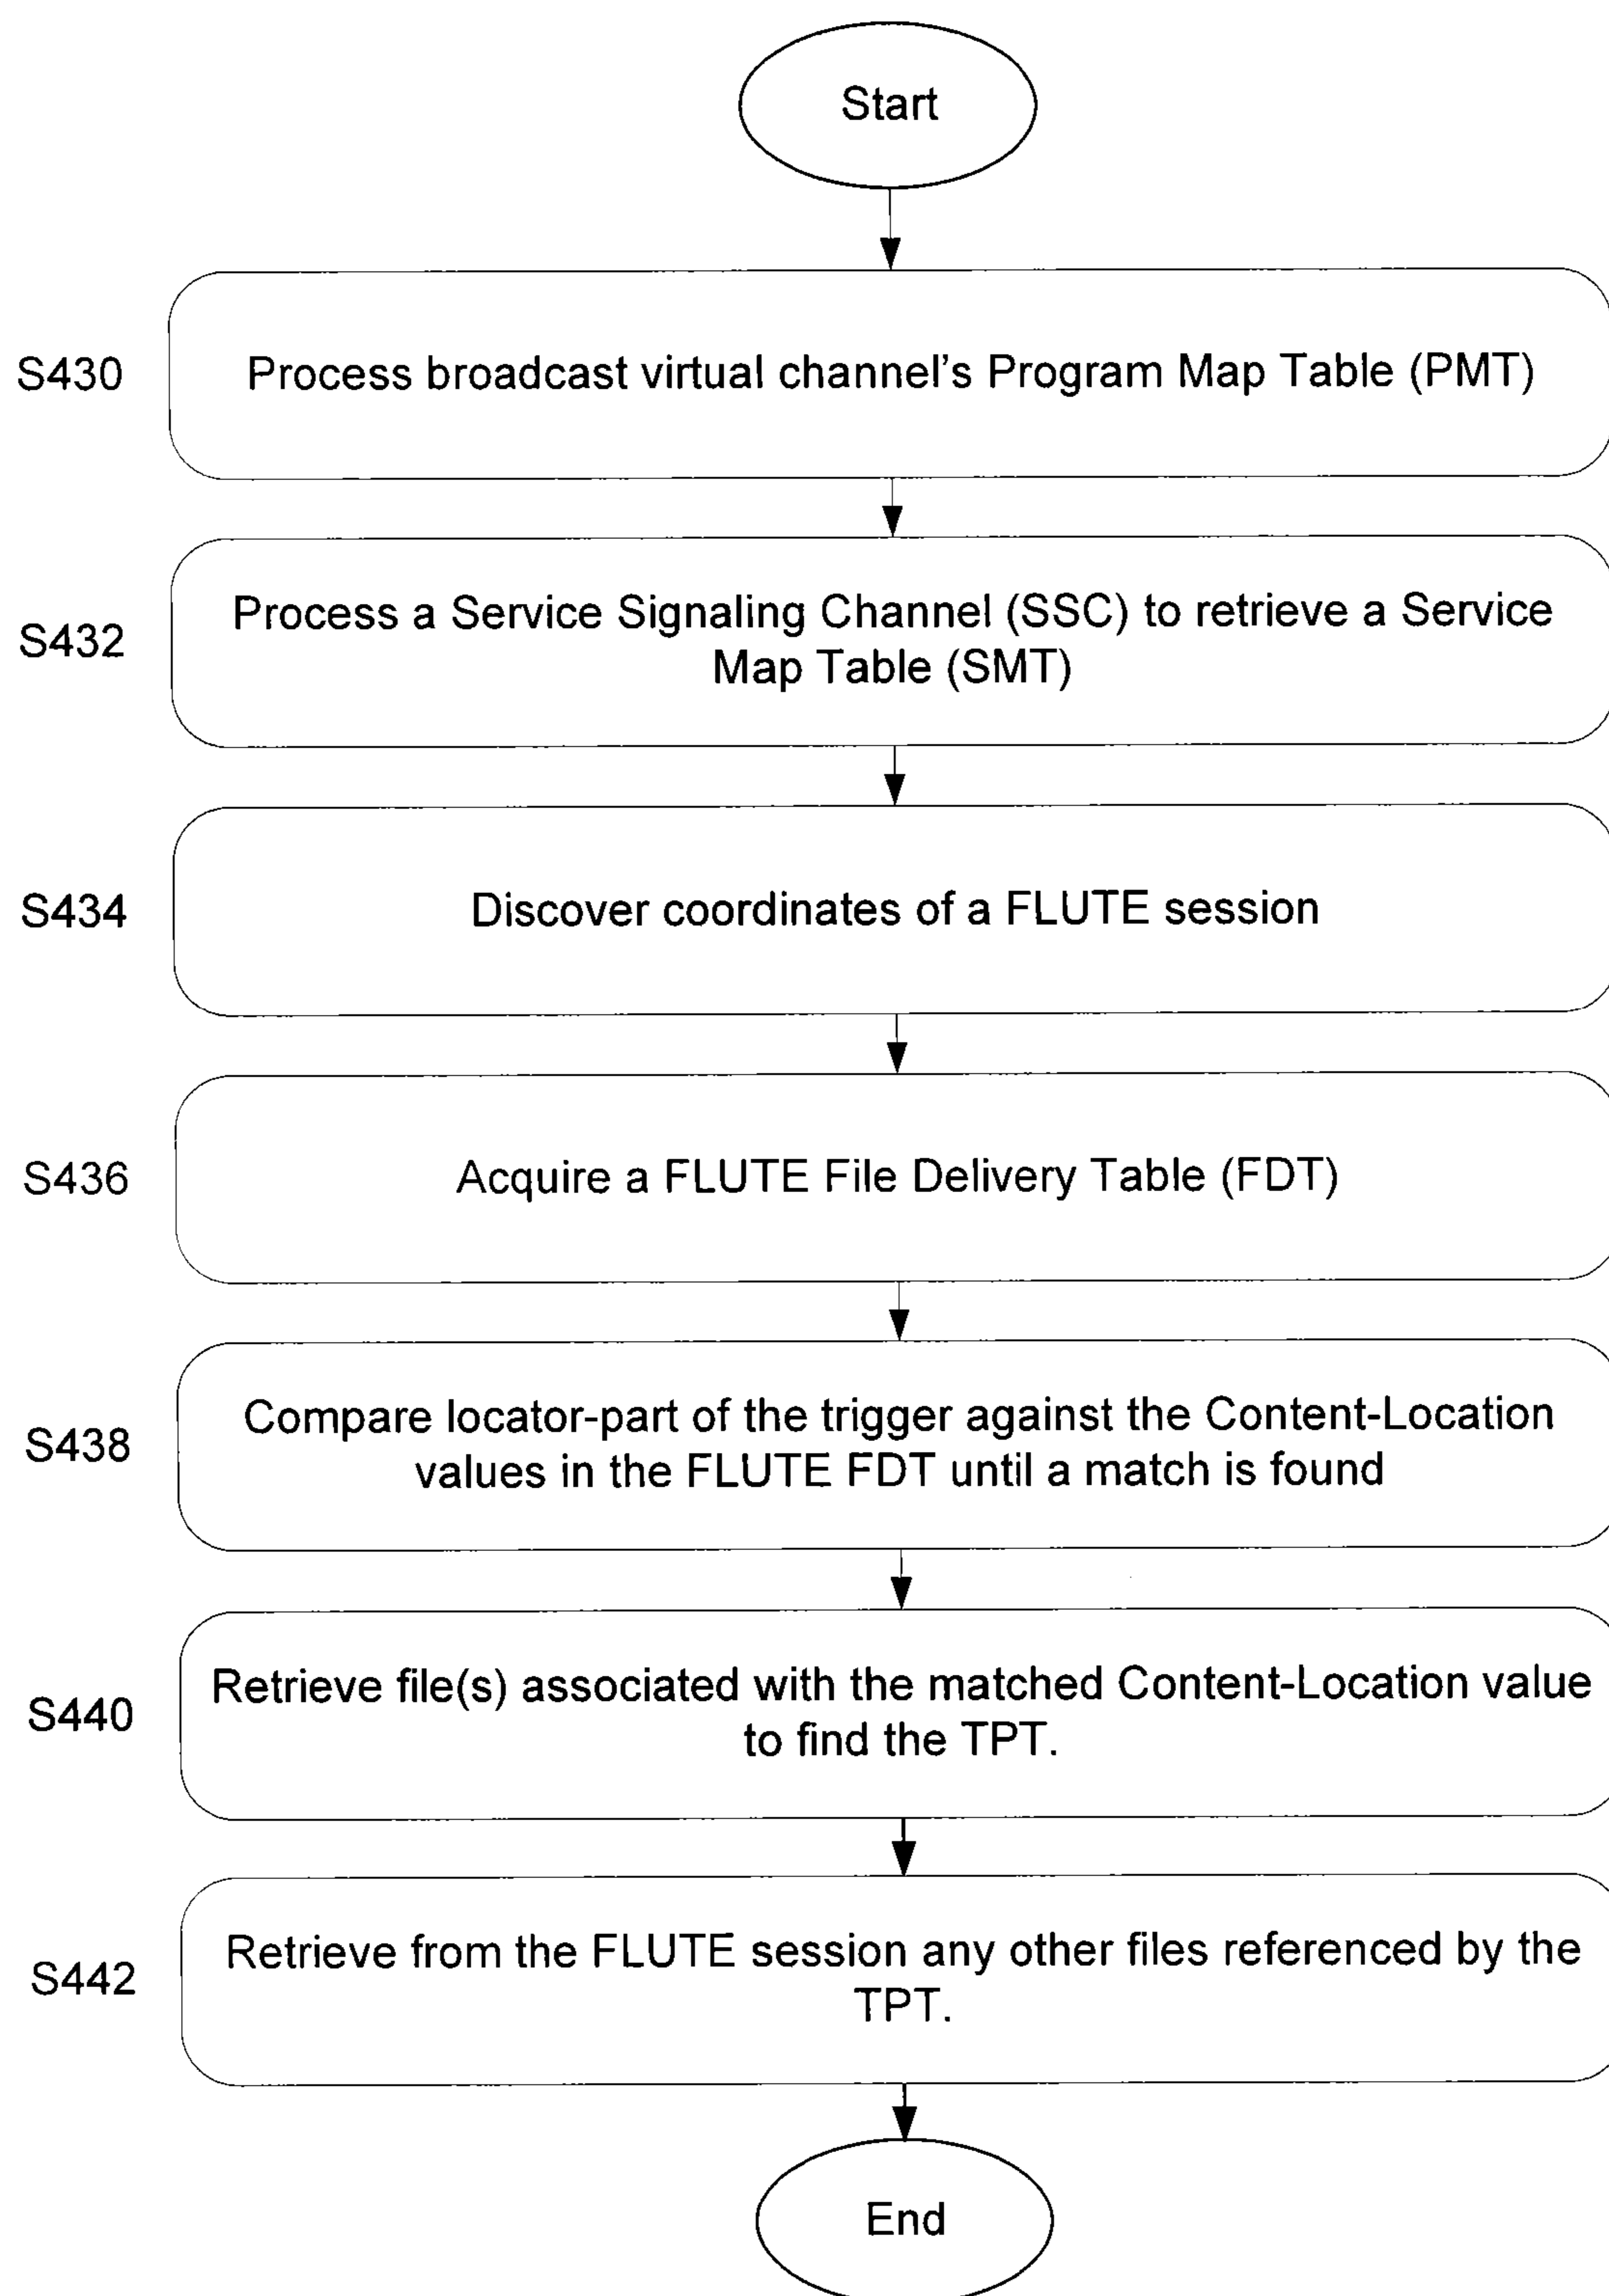 Start
S430
Process broadcast virtual channel's Program Map Table (PMT)
S432
Process a Service Signaling Channel (SSC) to retrieve a Service
Map Table (SMT)
S434
Discover coordinates of a FLUTE session
S436
Acquire a FLUTE File Delivery Table (FDT)
S438
Compare locator-part of the trigger against the Content-Location
values in the FLUTE FDT until a match is found
S440
Retrieve file(s) associated with the matched Content-Location value
to find the TPT.
S442
Retrieve from the FLUTE session any other files referenced by the
TPT.
End